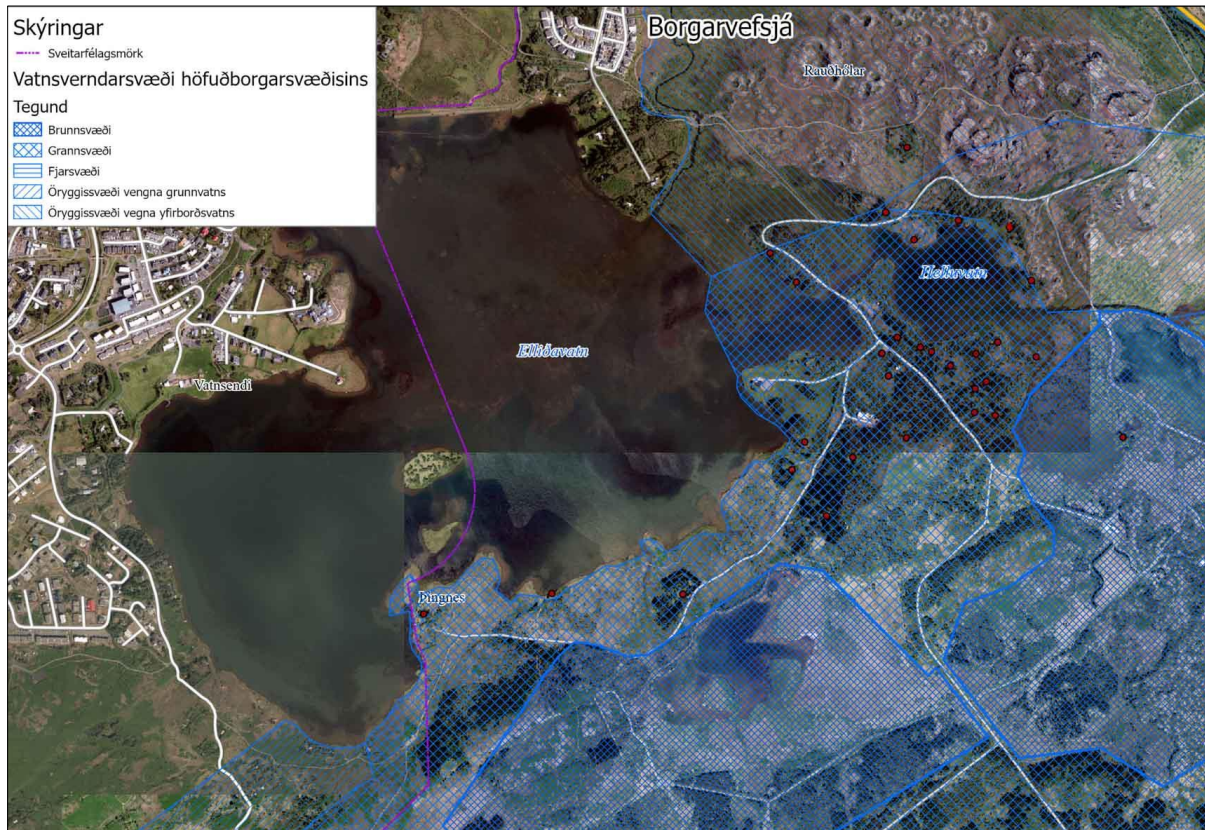 Skýringar
Sveitarfélagsmörk
Vatnsverndarsvæði höfuðborgarsvæðisins
Tegund
Brunnsvæði
Grannsvæði
Fjarsvæði
Öryggissvæði vengna grunnvatns
Öryggissvæði vegna yfirborðsvatns
Borgarvefsjá
Rauðhólar
Helluvatn
Elliðavatn
Vatnsendi
Þingnes